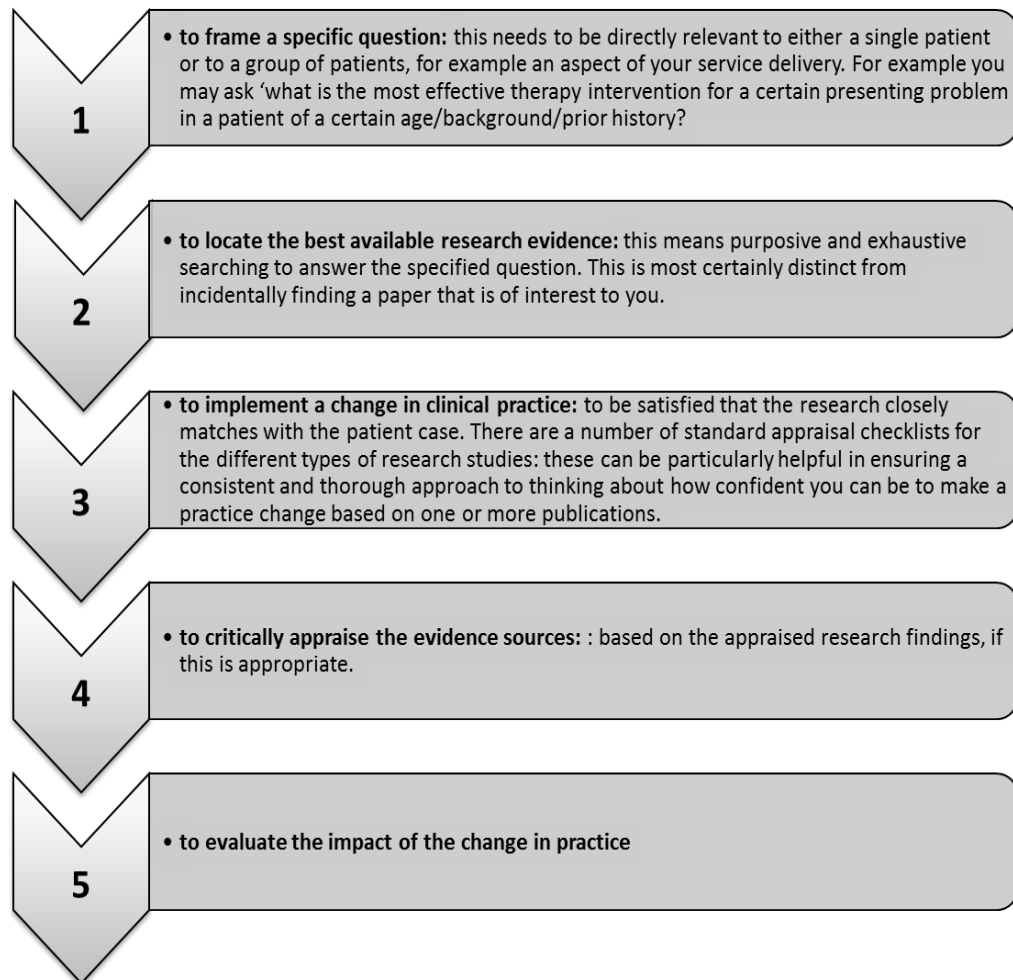 1
• to frame a specific question: this needs to be directly relevant to either a single patient
or to a group of patients, for example an aspect of your service delivery. For example you
may ask ‘what is the most effective therapy intervention for a certain presenting problem
in a patient of a certain age/background/prior history?
2
• to locate the best available research evidence: this means purposive and exhaustive
searching to answer the specified question. This is most certainly distinct from
incidentally finding a paper that is of interest to you.
3
• to implement a change in clinical practice: to be satisfied that the research closely
matches with the patient case. There are a number of standard appraisal checklists for
the different types of research studies: these can be particularly helpful in ensuring a
consistent and thorough approach to thinking about how confident you can be to make a
practice change based on one or more publications.
4
• to critically appraise the evidence sources: : based on the appraised research findings, if
this is appropriate.
5
• to evaluate the impact of the change in practice